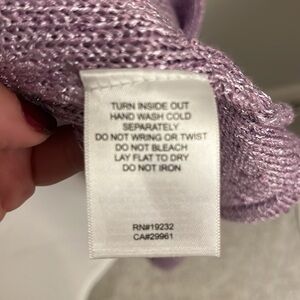 TURN INSIDE OUT
HAND WASH COLD
SEPARATELY
DO NOT WRING OR TWIST
DO NOT BLEACH
LAY FLAT TO DRY
DO NOT IRON
RN#19232
CA#29961